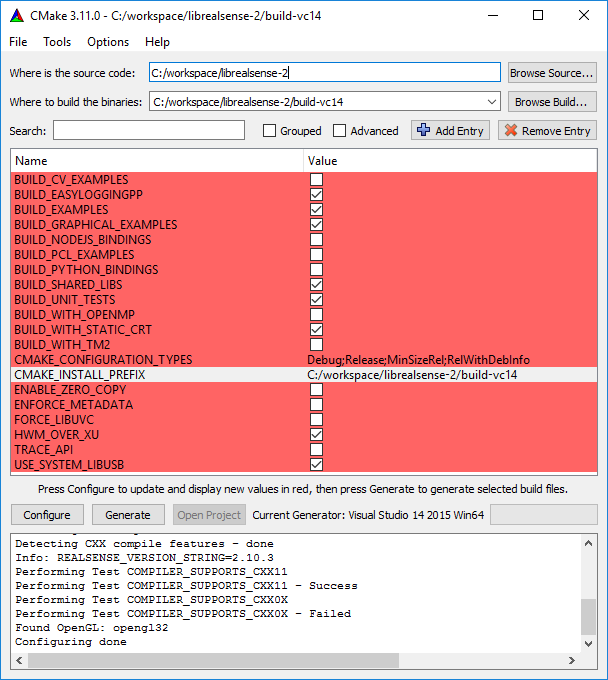 CMake 3.11.0 - C:/workspace/librealsense-2/build-vc14
File Tools Options Help
Where is the source code: C:/workspace/librealsense-2 Browse Source...
Where to build the binaries: C:/workspace/librealsense-2/build-vc14 Browse Build...
Search: Grouped Advanced Add Entry Remove Entry
Name Value
BUILD_CV_EXAMPLES
BUILD_EASYLOGGINGPP
BUILD_EXAMPLES
BUILD_GRAPHICAL_EXAMPLES
BUILD_NODEJS_BINDINGS
BUILD_PCL_EXAMPLES
BUILD_PYTHON_BINDINGS
BUILD_SHARED_LIBS
BUILD_UNIT_TESTS
BUILD_WITH_OPENMP
BUILD_WITH_STATIC_CRT
BUILD_WITH_TM2
CMAKE_CONFIGURATION_TYPES Debug;Release;MinSizeRel;RelWithDebInfo
CMAKE_INSTALL_PREFIX C:/workspace/librealsense-2/build-vc14
ENABLE_ZERO_COPY
ENFORCE_METADATA
FORCE_LIBUVC
HWM_OVER_XU
TRACE_API
USE_SYSTEM_LIBUSB
Press Configure to update and display new values in red, then press Generate to generate selected build files.
Configure Generate Open Project Current Generator: Visual Studio 14 2015 Win64
Detecting CXX compile features - done
Info: REALSENSE_VERSION_STRING=2.10.3
Performing Test COMPILER_SUPPORTS_CXX11
Performing Test COMPILER_SUPPORTS_CXX11 - Success
Performing Test COMPILER_SUPPORTS_CXX0X
Performing Test COMPILER_SUPPORTS_CXX0X - Failed
Found OpenGL: opengl32
Configuring done